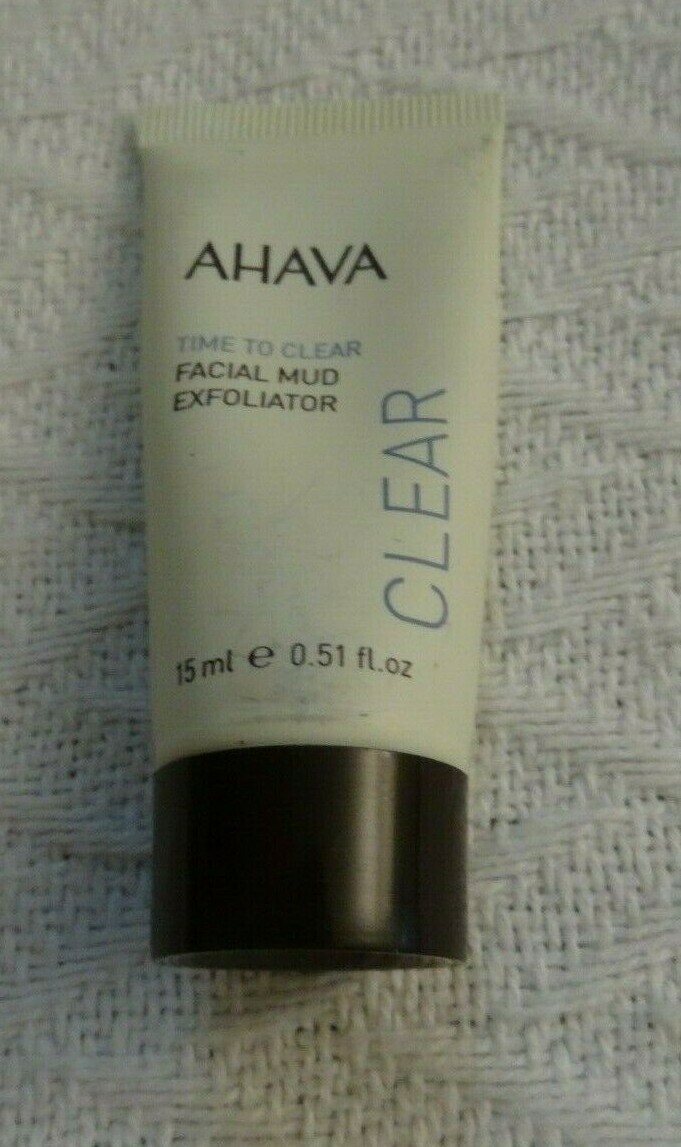 AHAVA
TIME TO CLEAR
FACIAL MUD
EXFOLIATOR
CLEAR
15 ml e 0.51 fl.oz